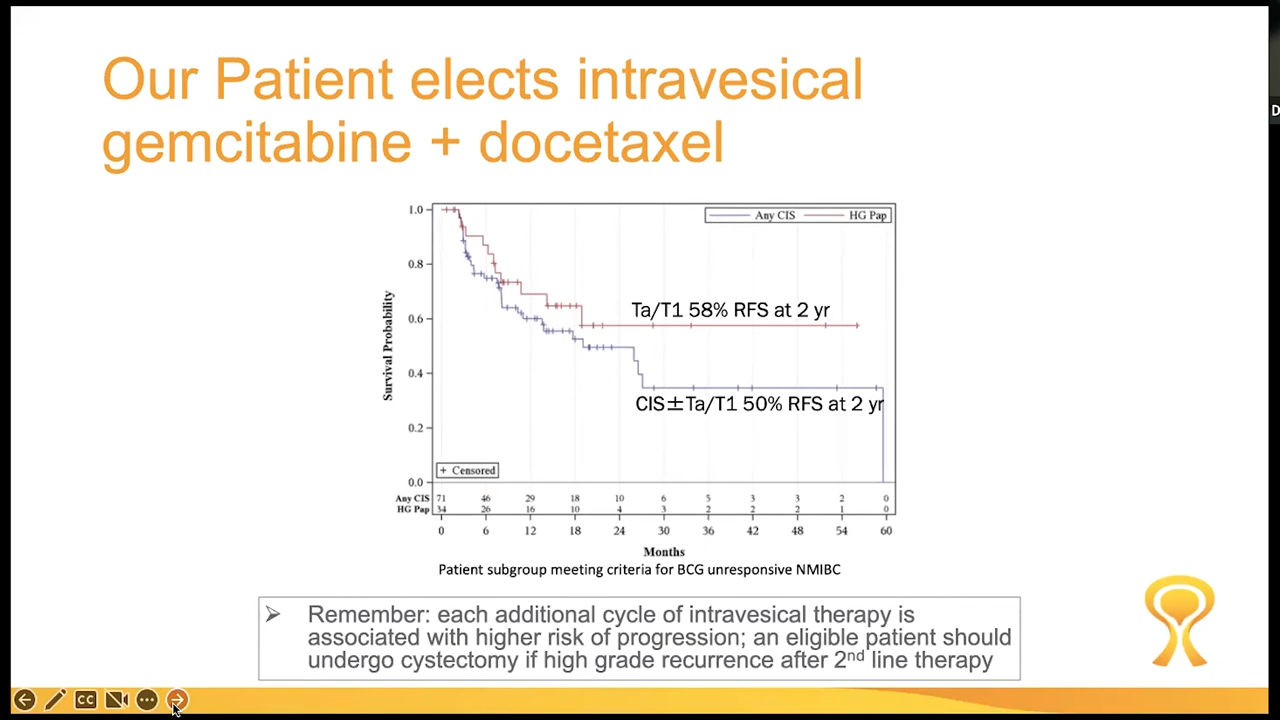 Our Patient elects intravesical
gemcitabine + docetaxel
Any CIS HG Pap
1.0
0.8
0.6
0.4
0.2
0.0
Survival Probability
Ta/T1 58% RFS at 2 yr
CIS±Ta/T1 50% RFS at 2 yr
+ Censored
Any CIS 71 46 29 18 10 6 5 3 3 2 0
HG Pap 34 26 16 10 4 3 2 2 2 1 0
0 6 12 18 24 30 36 42 48 54 60
Months
Patient subgroup meeting criteria for BCG unresponsive NMIBC
➢ Remember: each additional cycle of intravesical therapy is
associated with higher risk of progression; an eligible patient should
undergo cystectomy if high grade recurrence after 2nd line therapy
CC
D